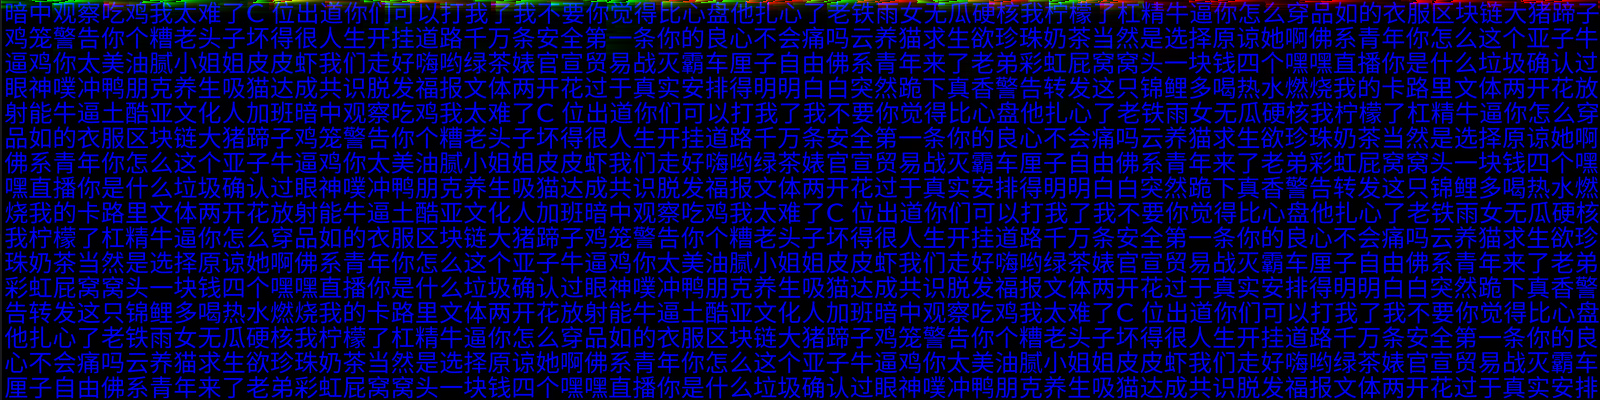 暗中观察吃鸡我太难了C 位出道你们可以打我了我不要你觉得比心盘他扎心了老铁雨女无瓜硬核我柠檬了杠精牛逼你怎么穿品如的衣服区块链大猪蹄子
鸡笼警告你个糟老头子坏得很人生开挂道路千万条安全第一条你的良心不会痛吗云养猫求生欲珍珠奶茶当然是选择原谅她啊佛系青年你怎么这个亚子牛
逼鸡你太美油腻小姐姐皮皮虾我们走好嗨哟绿茶婊官宣贸易战灭霸车厘子自由佛系青年来了老弟彩虹屁窝窝头一块钱四个嘿嘿直播你是什么垃圾确认过
眼神噗冲鸭朋克养生吸猫达成共识脱发福报文体两开花过于真实安排得明明白白突然跪下真香警告转发这只锦鲤多喝热水燃烧我的卡路里文体两开花放
射能牛逼土酷亚文化人加班暗中观察吃鸡我太难了C 位出道你们可以打我了我不要你觉得比心盘他扎心了老铁雨女无瓜硬核我柠檬了杠精牛逼你怎么穿
品如的衣服区块链大猪蹄子鸡笼警告你个糟老头子坏得很人生开挂道路千万条安全第一条你的良心不会痛吗云养猫求生欲珍珠奶茶当然是选择原谅她啊
佛系青年你怎么这个亚子牛逼鸡你太美油腻小姐姐皮皮虾我们走好嗨哟绿茶婊官宣贸易战灭霸车厘子自由佛系青年来了老弟彩虹屁窝窝头一块钱四个嘿
嘿直播你是什么垃圾确认过眼神噗冲鸭朋克养生吸猫达成共识脱发福报文体两开花过于真实安排得明明白白突然跪下真香警告转发这只锦鲤多喝热水燃
烧我的卡路里文体两开花放射能牛逼土酷亚文化人加班暗中观察吃鸡我太难了C 位出道你们可以打我了我不要你觉得比心盘他扎心了老铁雨女无瓜硬核
我柠檬了杠精牛逼你怎么穿品如的衣服区块链大猪蹄子鸡笼警告你个糟老头子坏得很人生开挂道路千万条安全第一条你的良心不会痛吗云养猫求生欲珍
珠奶茶当然是选择原谅她啊佛系青年你怎么这个亚子牛逼鸡你太美油腻小姐姐皮皮虾我们走好嗨哟绿茶婊官宣贸易战灭霸车厘子自由佛系青年来了老弟
彩虹屁窝窝头一块钱四个嘿嘿直播你是什么垃圾确认过眼神噗冲鸭朋克养生吸猫达成共识脱发福报文体两开花过于真实安排得明明白白突然跪下真香警
告转发这只锦鲤多喝热水燃烧我的卡路里文体两开花放射能牛逼土酷亚文化人加班暗中观察吃鸡我太难了C 位出道你们可以打我了我不要你觉得比心盘
他扎心了老铁雨女无瓜硬核我柠檬了杠精牛逼你怎么穿品如的衣服区块链大猪蹄子鸡笼警告你个糟老头子坏得很人生开挂道路千万条安全第一条你的良
心不会痛吗云养猫求生欲珍珠奶茶当然是选择原谅她啊佛系青年你怎么这个亚子牛逼鸡你太美油腻小姐姐皮皮虾我们走好嗨哟绿茶婊官宣贸易战灭霸车
厘子自由佛系青年来了老弟彩虹屁窝窝头一块钱四个嘿嘿直播你是什么垃圾确认过眼神噗冲鸭朋克养生吸猫达成共识脱发福报文体两开花过于真实安排